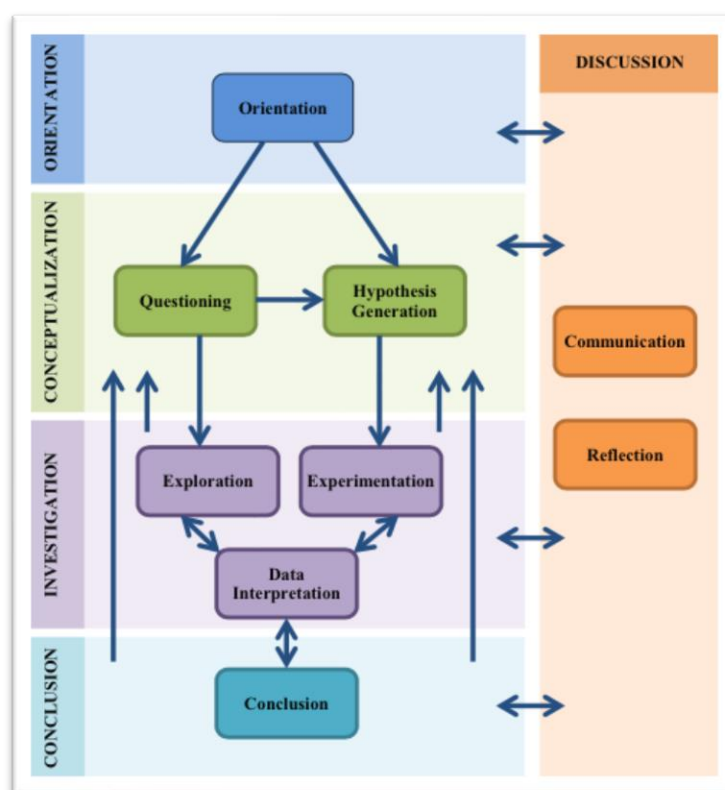 ORIENTATION
Orientation
DISCUSSION
CONCEPTUALIZATION
Questioning
Hypothesis
Generation
Communication
Reflection
INVESTIGATION
Exploration
Experimentation
Data
Interpretation
CONCLUSION
Conclusion